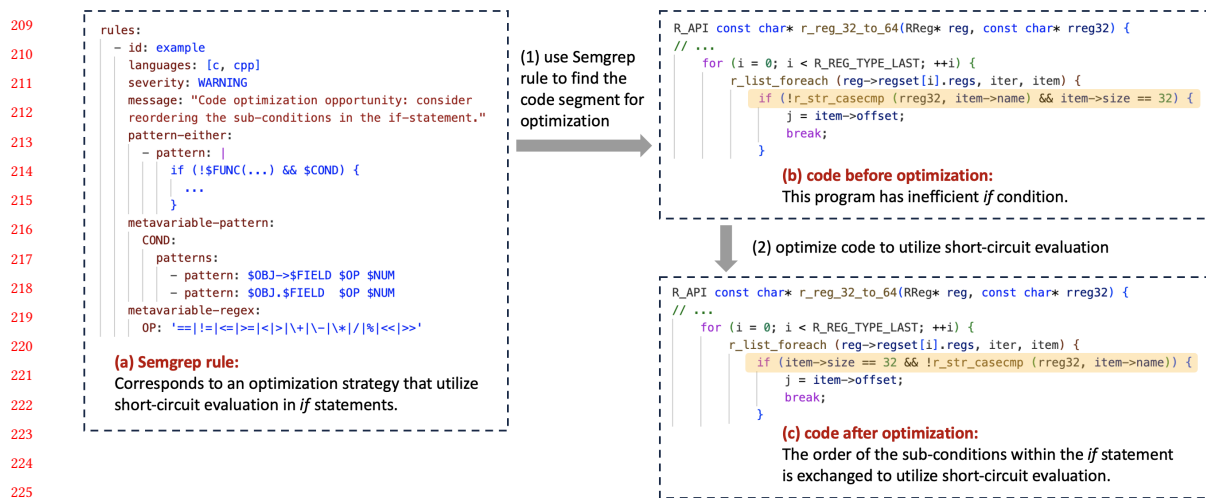 209
210
211
212
213
214
215
216
217
218
219
220
221
222
223
224
225
rules:
- id: example
languages: [c, cpp]
severity: WARNING
message: "Code optimization opportunity: consider
reordering the sub-conditions in the if-statement."
pattern-either:
- pattern: |
if (!$FUNC(...) && $COND) {
...
}
metavariable-pattern:
COND:
patterns:
- pattern: $OBJ->$FIELD $OP $NUM
- pattern: $OBJ.$FIELD $OP $NUM
metavariable-regex:
OP: '==|!=|<=|>=|<|>|\+|\-|\*|/|%|<<|>>'
(a) Semgrep rule:
Corresponds to an optimization strategy that utilize
short-circuit evaluation in if statements.
(1) use Semgrep
rule to find the
code segment for
optimization
R_API const char* r_reg_32_to_64(RReg* reg, const char* rreg32) {
// ...
for (i = 0; i < R_REG_TYPE_LAST; ++i) {
r_list_foreach (reg->regset[i].regs, iter, item) {
if (!r_str_casecmp (rreg32, item->name) && item->size == 32) {
j = item->offset;
break;
}
(b) code before optimization:
This program has inefficient if condition.
(2) optimize code to utilize short-circuit evaluation
R_API const char* r_reg_32_to_64(RReg* reg, const char* rreg32) {
// ...
for (i = 0; i < R_REG_TYPE_LAST; ++i) {
r_list_foreach (reg->regset[i].regs, iter, item) {
if (item->size == 32 && !r_str_casecmp (rreg32, item->name)) {
j = item->offset;
break;
}
(c) code after optimization:
The order of the sub-conditions within the if statement
is exchanged to utilize short-circuit evaluation.